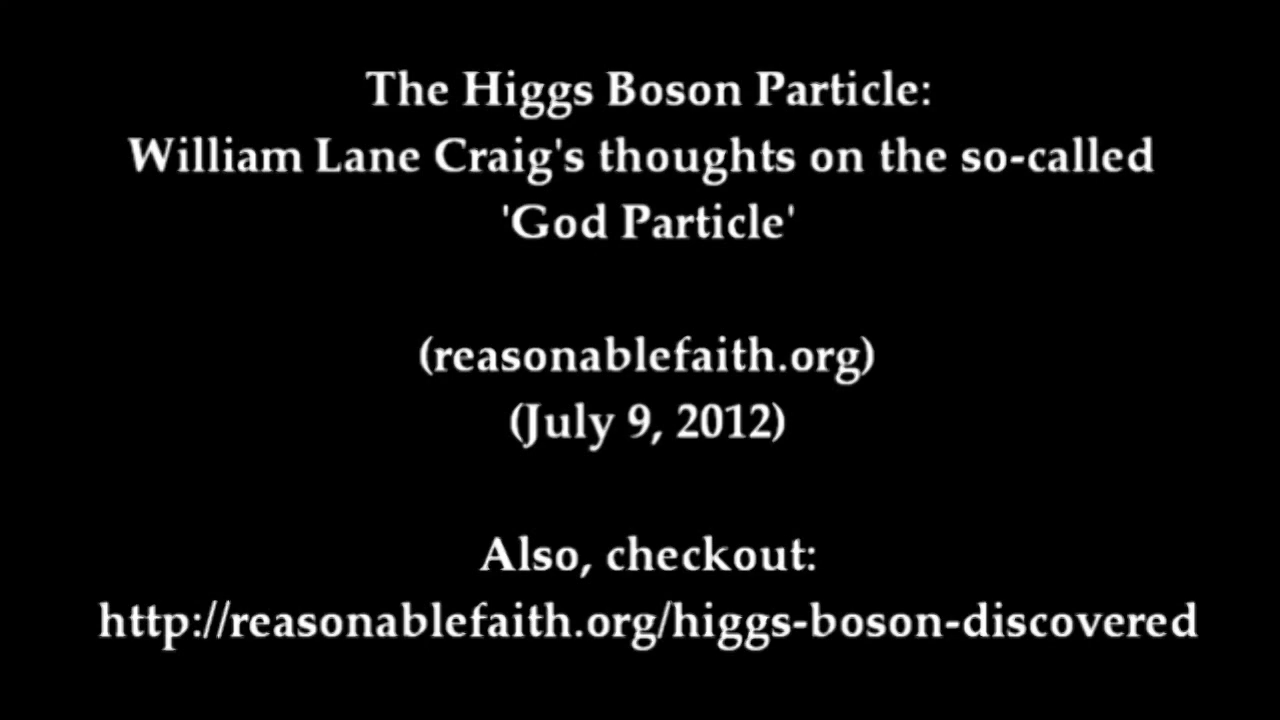 The Higgs Boson Particle:
William Lane Craig's thoughts on the so-called
'God Particle'
(reasonablefaith.org)
(July 9, 2012)
Also, checkout:
http://reasonablefaith.org/higgs-boson-discovered